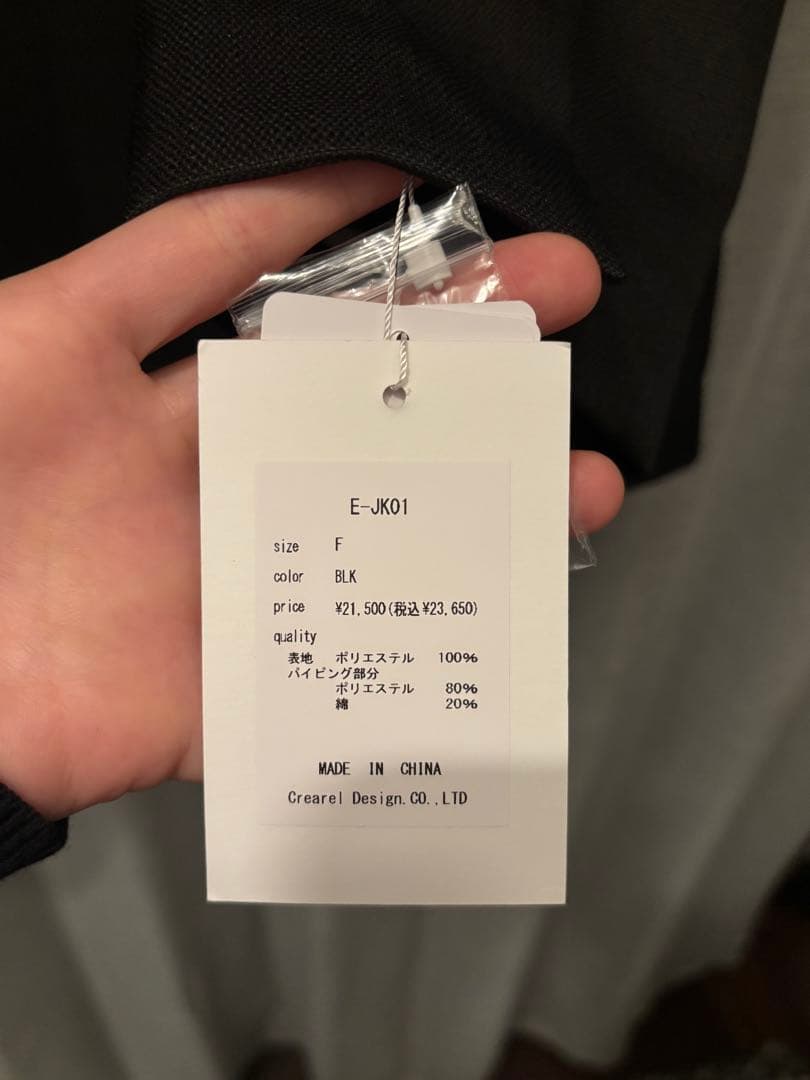 E-JK01
size F
color BLK
price ¥21,500(税込¥23,650)
quality
表地 ポリエステル 100%
パイピング部分
ポリエステル 80%
綿 20%
MADE IN CHINA
Crearel Design.CO.,LTD